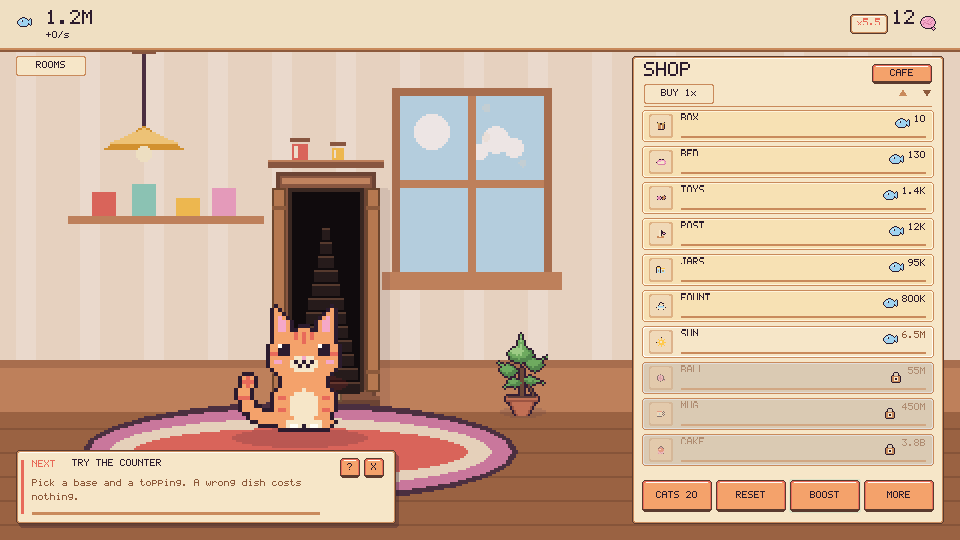 1.2M
+0/s
x5.5
12
ROOMS
SHOP
CAFE
BUY 1x
BOX
10
BED
130
TOYS
1.4K
POST
12K
JARS
95K
FOUNT
800K
SUN
6.5M
BALL
55M
MUG
450M
CAKE
3.8B
NEXT TRY THE COUNTER
? X
Pick a base and a topping. A wrong dish costs
nothing.
CATS 20
RESET
BOOST
MORE